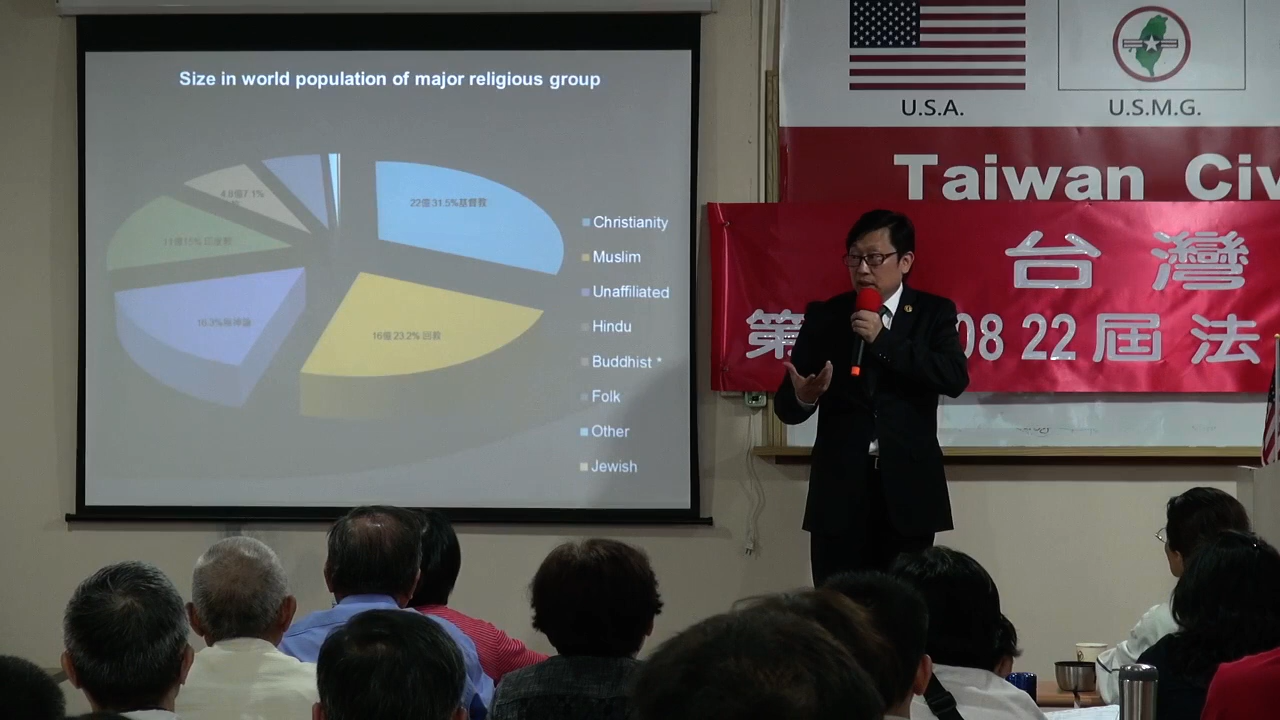 Size in world population of major religious group
22億 31.5%基督教
16億 23.2% 回教
16.3%無神論
11億15% 印度教
4.9億7.1%
Christianity
Muslim
Unaffiliated
Hindu
Buddhist *
Folk
Other
Jewish
U.S.A.
U.S.M.G.
Taiwan Civ
台灣
第 08 22 屆 法